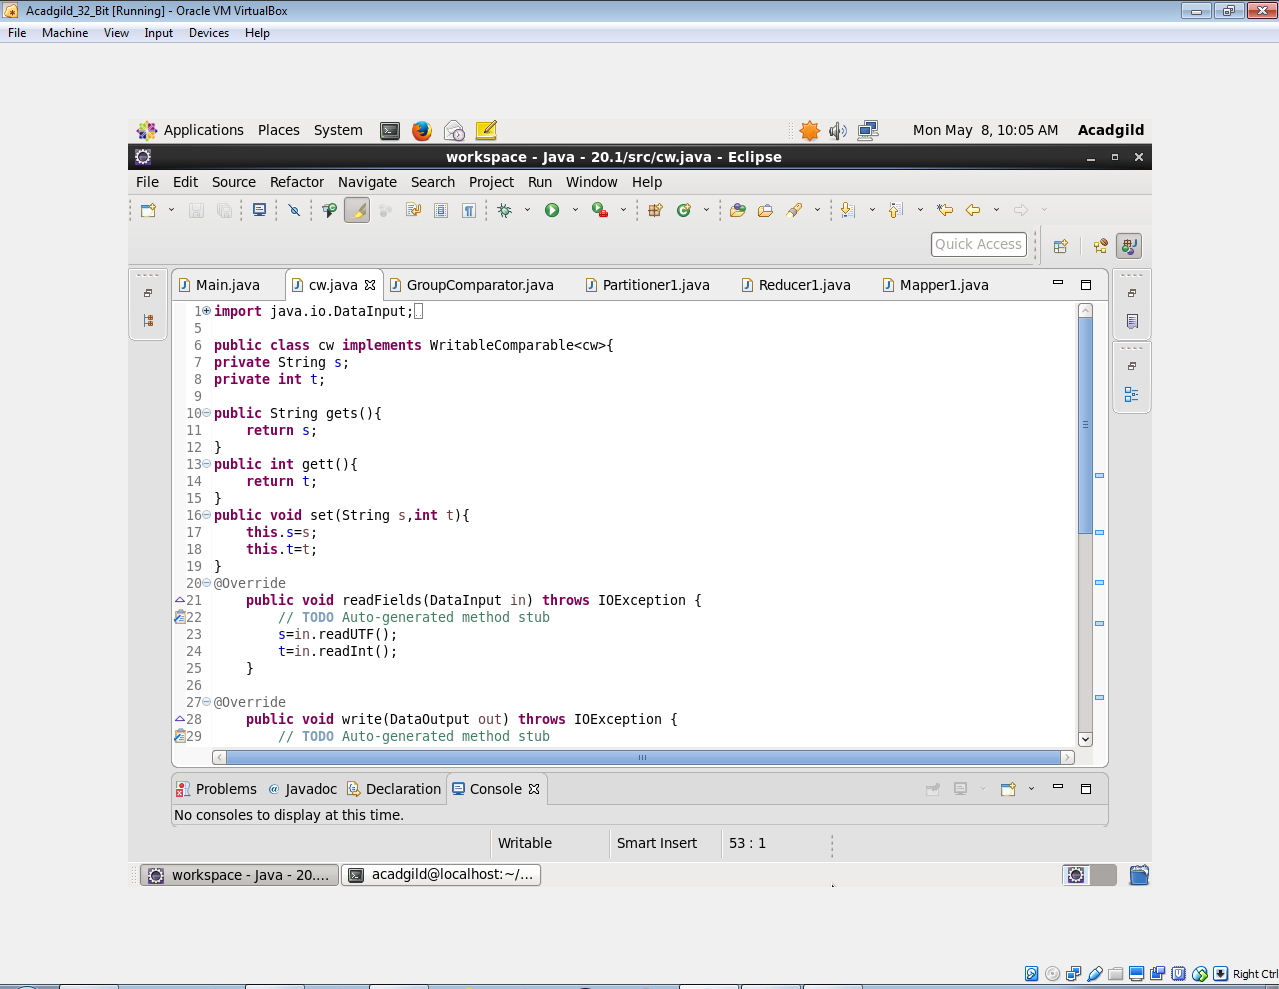 Acadgild_32_Bit [Running] - Oracle VM VirtualBox
File Machine View Input Devices Help
Applications Places System Mon May 8, 10:05 AM Acadgild
workspace - Java - 20.1/src/cw.java - Eclipse
File Edit Source Refactor Navigate Search Project Run Window Help
Quick Access
Main.java cw.java GroupComparator.java Partitioner1.java Reducer1.java Mapper1.java
1 import java.io.DataInput;
5
6 public class cw implements WritableComparable<cw>{
7 private String s;
8 private int t;
9
10 public String gets(){
11 return s;
12 }
13 public int gett(){
14 return t;
15 }
16 public void set(String s,int t){
17 this.s=s;
18 this.t=t;
19 }
20 @Override
21 public void readFields(DataInput in) throws IOException {
22 // TODO Auto-generated method stub
23 s=in.readUTF();
24 t=in.readInt();
25 }
26
27 @Override
28 public void write(DataOutput out) throws IOException {
29 // TODO Auto-generated method stub
Problems Javadoc Declaration Console
No consoles to display at this time.
Writable Smart Insert 53 : 1
workspace - Java - 20.... acadgild@localhost:~/...
Right Ctrl